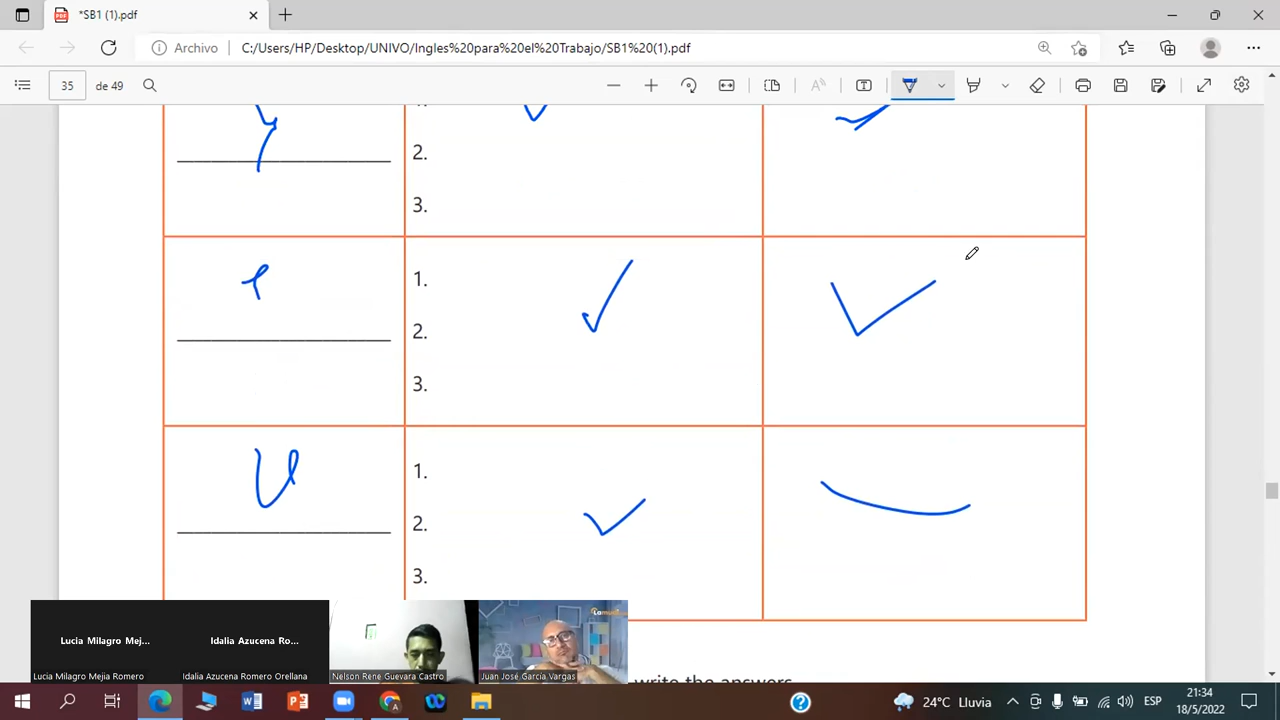 *SB1 (1).pdf
Archivo
C:/Users/HP/Desktop/UNIVO/Ingles%20para%20el%20Trabajo/SB1%20(1).pdf
35
de 49
2.
3.
1.
2.
3.
1.
2.
3.
write the answers
Lucia Milagro Mej...
Idalia Azucena Ro...
Lucia Milagro Mejia Romero
Idalia Azucena Romero Orellana
Nelson Rene Guevara Castro
Juan José García Vargas
24°C Lluvia
ESP
21:34
18/5/2022